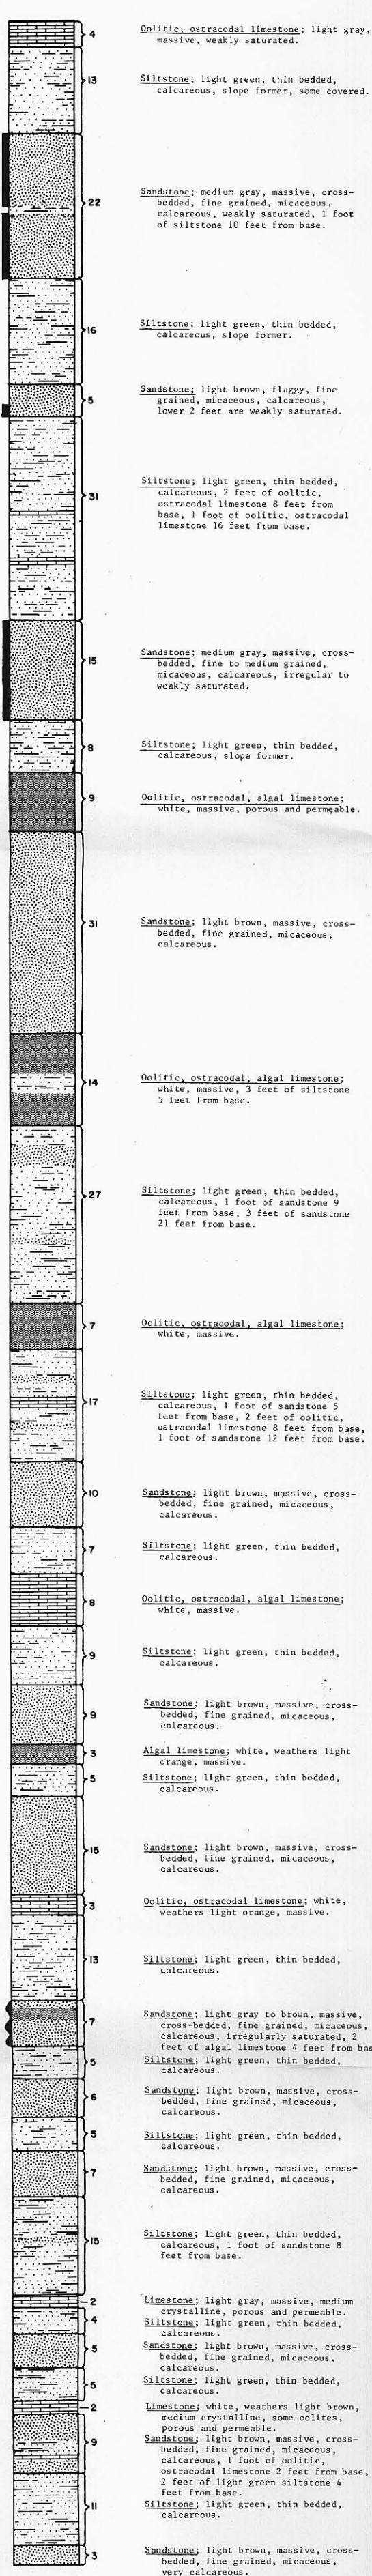 4
Oolitic, ostracodal limestone; light gray,
massive, weakly saturated.
13
Siltstone; light green, thin bedded,
calcareous, slope former, some covered.
22
Sandstone; medium gray, massive, cross-
bedded, fine grained, micaceous,
calcareous, weakly saturated, 1 foot
of siltstone 10 feet from base.
16
Siltstone; light green, thin bedded,
calcareous, slope former.
5
Sandstone; light brown, flaggy, fine
grained, micaceous, calcareous,
lower 2 feet are weakly saturated.
31
Siltstone; light green, thin bedded,
calcareous, 2 feet of oolitic,
ostracodal limestone 8 feet from
base, 1 foot of oolitic, ostracodal
limestone 16 feet from base.
15
Sandstone; medium gray, massive, cross-
bedded, fine to medium grained,
micaceous, calcareous, irregular to
weakly saturated.
8
Siltstone; light green, thin bedded,
calcareous, slope former.
9
Oolitic, ostracodal, algal limestone;
white, massive, porous and permeable.
31
Sandstone; light brown, massive, cross-
bedded, fine grained, micaceous,
calcareous.
14
Oolitic, ostracodal, algal limestone;
white, massive, 3 feet of siltstone
5 feet from base.
27
Siltstone; light green, thin bedded,
calcareous, 1 foot of sandstone 9
feet from base, 3 feet of sandstone
21 feet from base.
7
Oolitic, ostracodal, algal limestone;
white, massive.
17
Siltstone; light green, thin bedded,
calcareous, 1 foot of sandstone 5
feet from base, 2 feet of oolitic,
ostracodal limestone 8 feet from base,
1 foot of sandstone 12 feet from base.
10
Sandstone; light brown, massive, cross-
bedded, fine grained, micaceous,
calcareous.
7
Siltstone; light green, thin bedded,
calcareous.
8
Oolitic, ostracodal, algal limestone;
white, massive.
9
Siltstone; light green, thin bedded,
calcareous.
9
Sandstone; light brown, massive, cross-
bedded, fine grained, micaceous,
calcareous.
3
Algal limestone; white, weathers light
orange, massive.
5
Siltstone; light green, thin bedded,
calcareous.
15
Sandstone; light brown, massive, cross-
bedded, fine grained, micaceous,
calcareous.
3
Oolitic, ostracodal limestone; white,
weathers light orange, massive.
13
Siltstone; light green, thin bedded,
calcareous.
7
Sandstone; light gray to brown, massive,
cross-bedded, fine grained, micaceous,
calcareous, irregularly saturated, 2
feet of algal limestone 4 feet from bas
5
Siltstone; light green, thin bedded,
calcareous.
6
Sandstone; light brown, massive, cross-
bedded, fine grained, micaceous,
calcareous.
5
Siltstone; light green, thin bedded,
calcareous.
7
Sandstone; light brown, massive, cross-
bedded, fine grained, micaceous,
calcareous.
15
Siltstone; light green, thin bedded,
calcareous, 1 foot of sandstone 8
feet from base.
2
Limestone; light gray, massive, medium
crystalline, porous and permeable.
4
Siltstone; light green, thin bedded,
calcareous.
5
Sandstone; light brown, massive, cross-
bedded, fine grained, micaceous,
calcareous.
5
Siltstone; light green, thin bedded,
calcareous.
2
Limestone; white, weathers light brown,
medium crystalline, some oolites,
porous and permeable.
9
Sandstone; light brown, massive, cross-
bedded, fine grained, micaceous,
calcareous, 1 foot of oolitic,
ostracodal limestone 2 feet from base,
2 feet of light green siltstone 4
feet from base.
11
Siltstone; light green, thin bedded,
calcareous.
3
Sandstone; light brown, massive, cross-
bedded, fine grained, micaceous,
very calcareous.